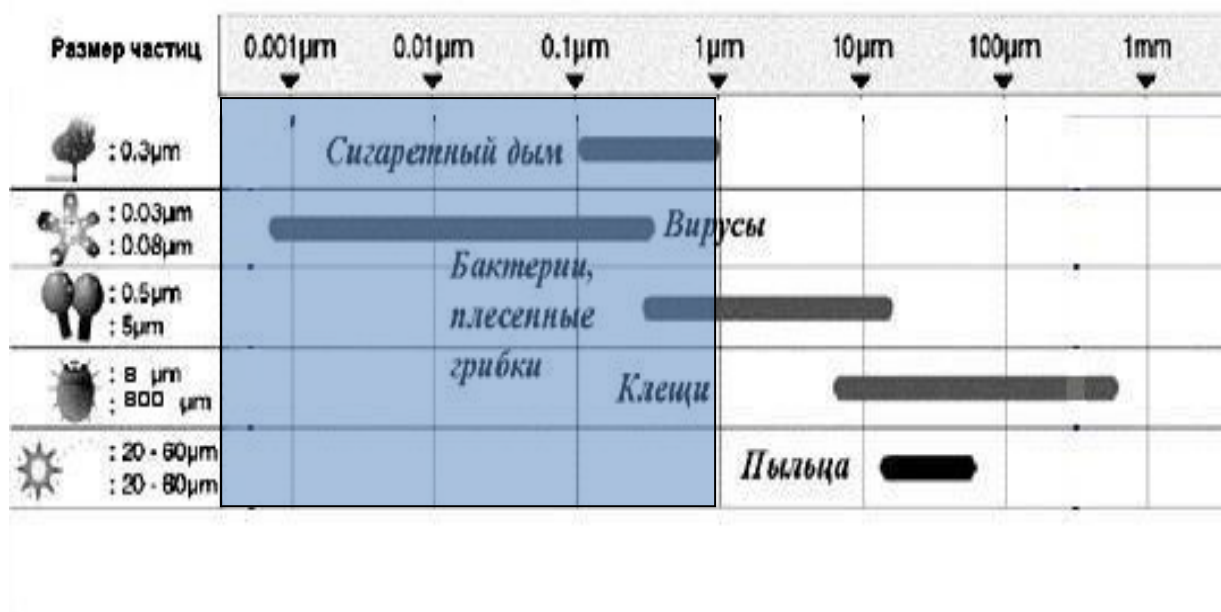 Размер частиц 0.001µm 0.01µm 0.1µm 1µm 10µm 100µm 1mm
: 0.3µm Сигаретный дым
: 0.03µm
: 0.08µm
Вирусы
: 0.5µm
: 5µm
Бактерии,
плесенные
грибки
: 8 µm
: 800 µm
Клещи
: 20 - 60µm
: 20 - 80µm
Пыльца